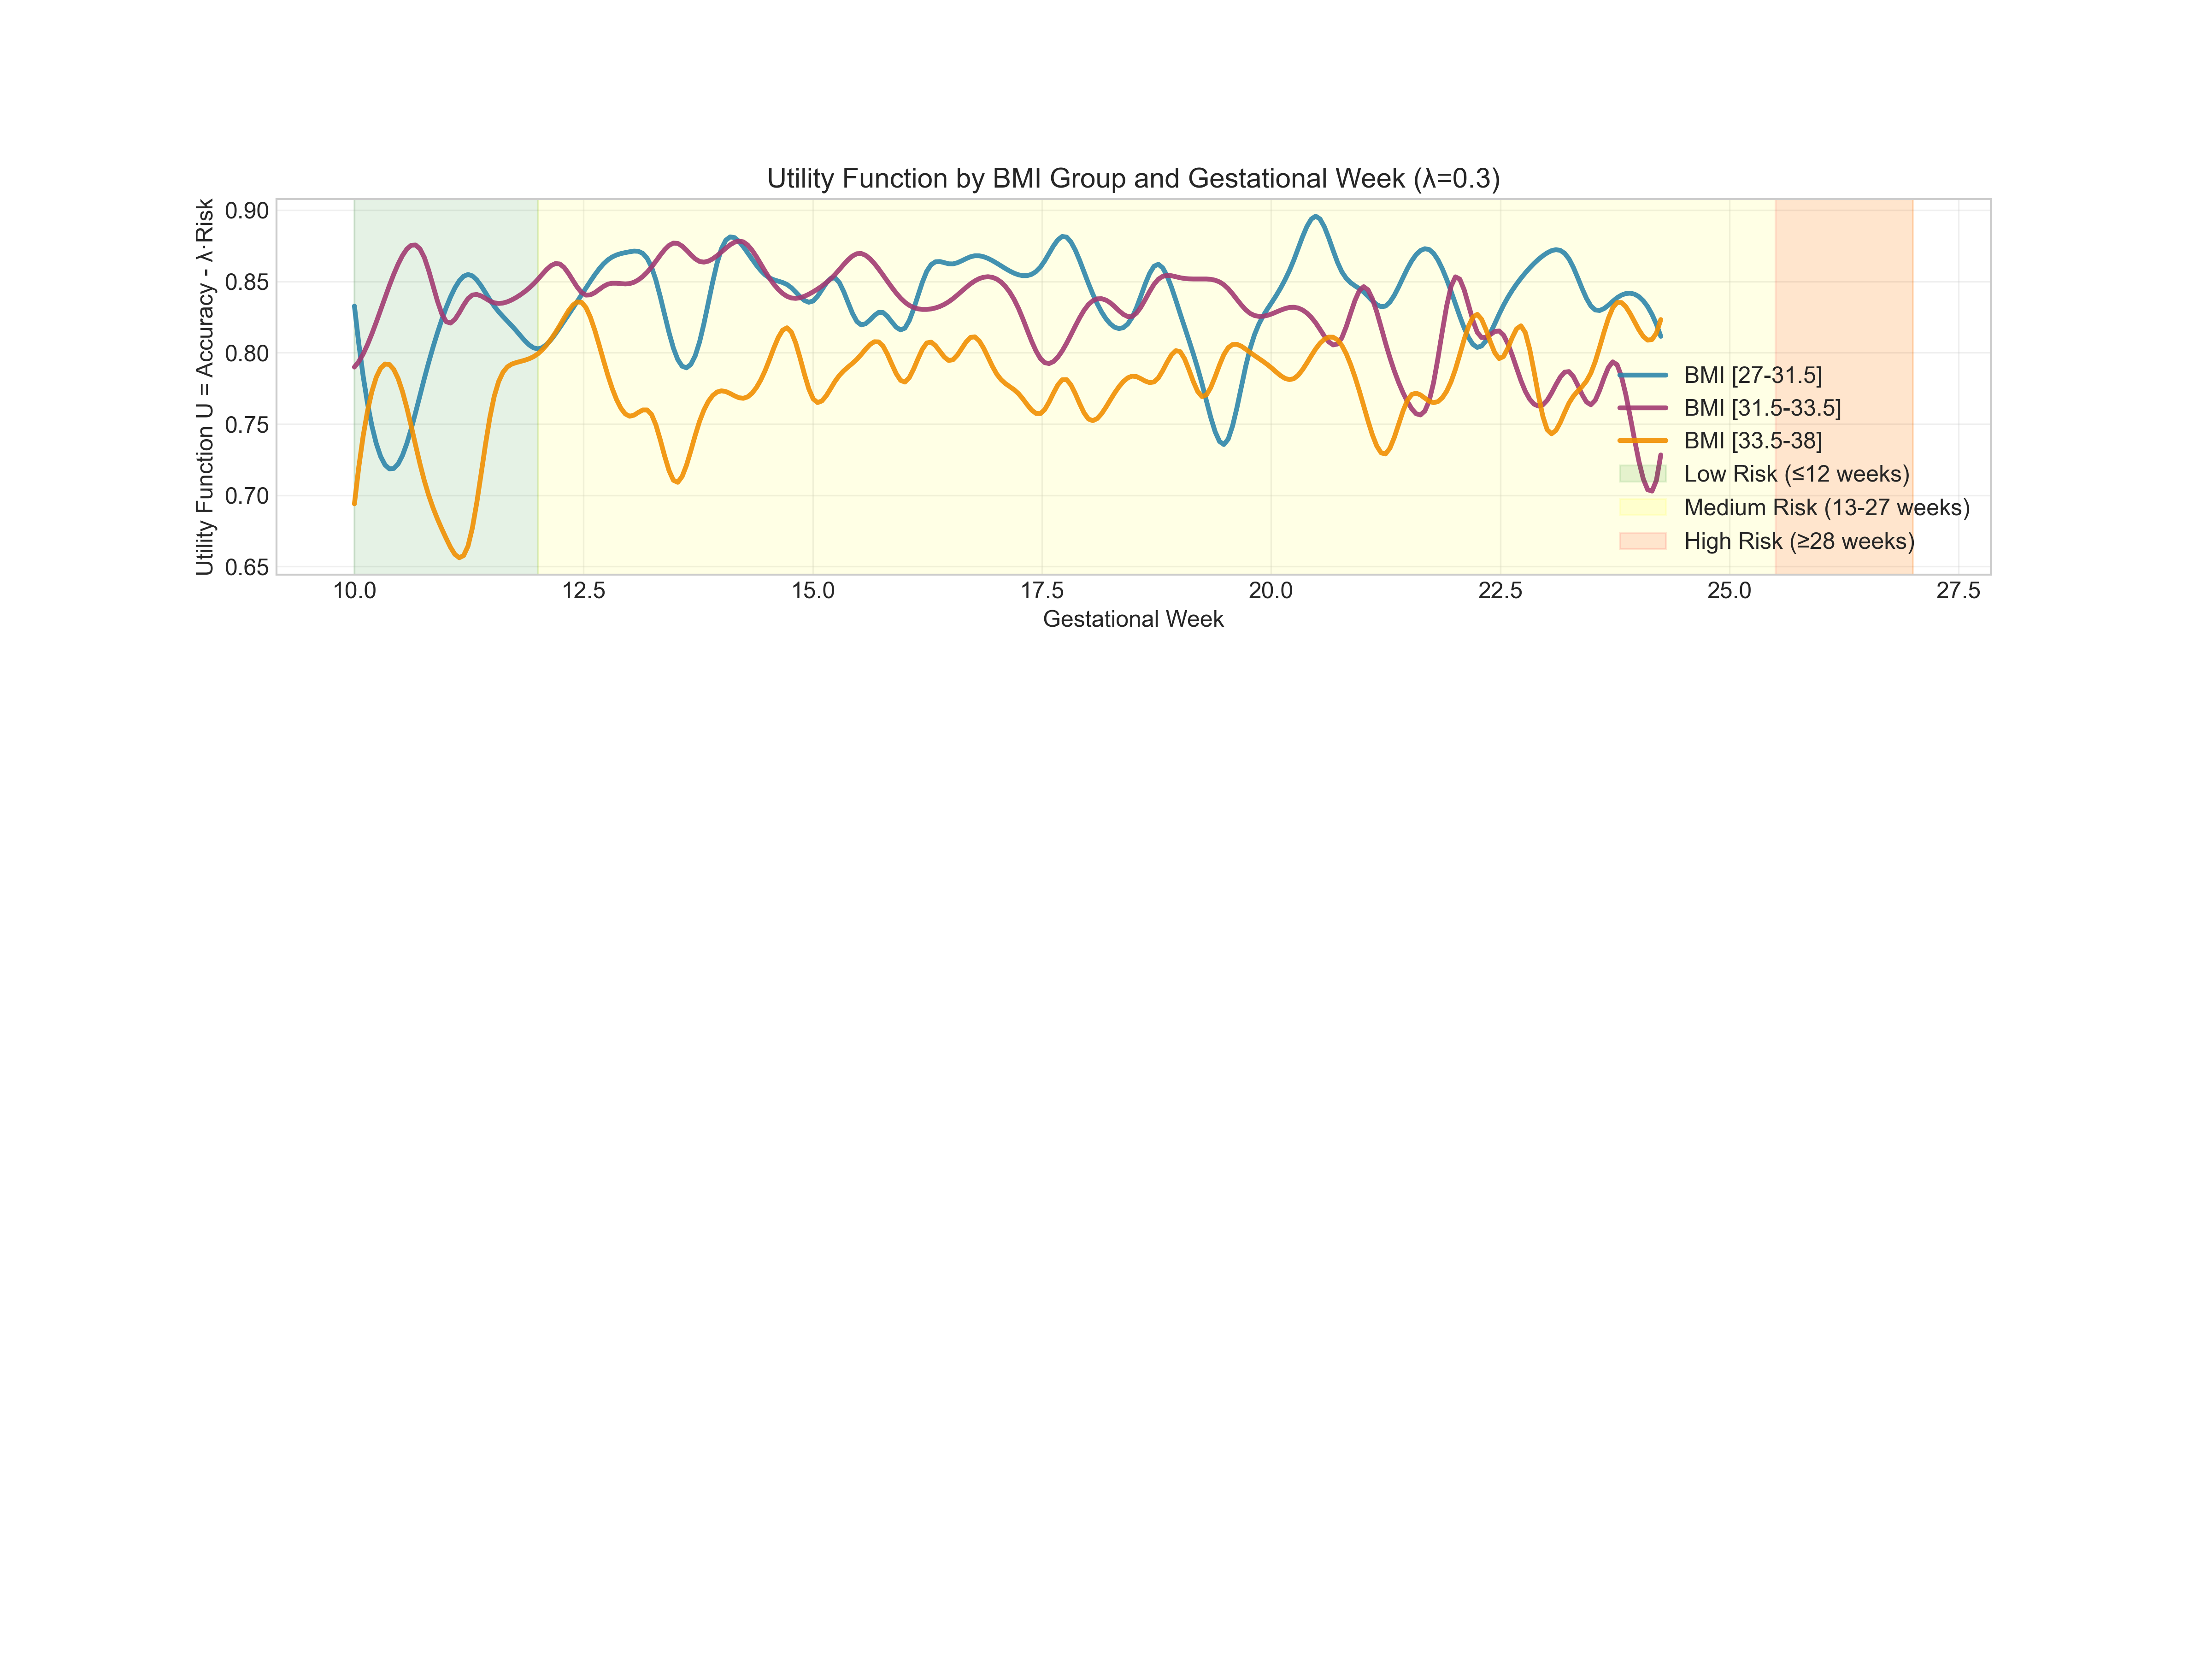 Utility Function by BMI Group and Gestational Week (λ=0.3)
Utility Function U = Accuracy - λ·Risk
0.90
0.85
0.80
0.75
0.70
0.65
BMI [27-31.5]
BMI [31.5-33.5]
BMI [33.5-38]
Low Risk (≤12 weeks)
Medium Risk (13-27 weeks)
High Risk (≥28 weeks)
10.0 12.5 15.0 17.5 20.0 22.5 25.0 27.5
Gestational Week